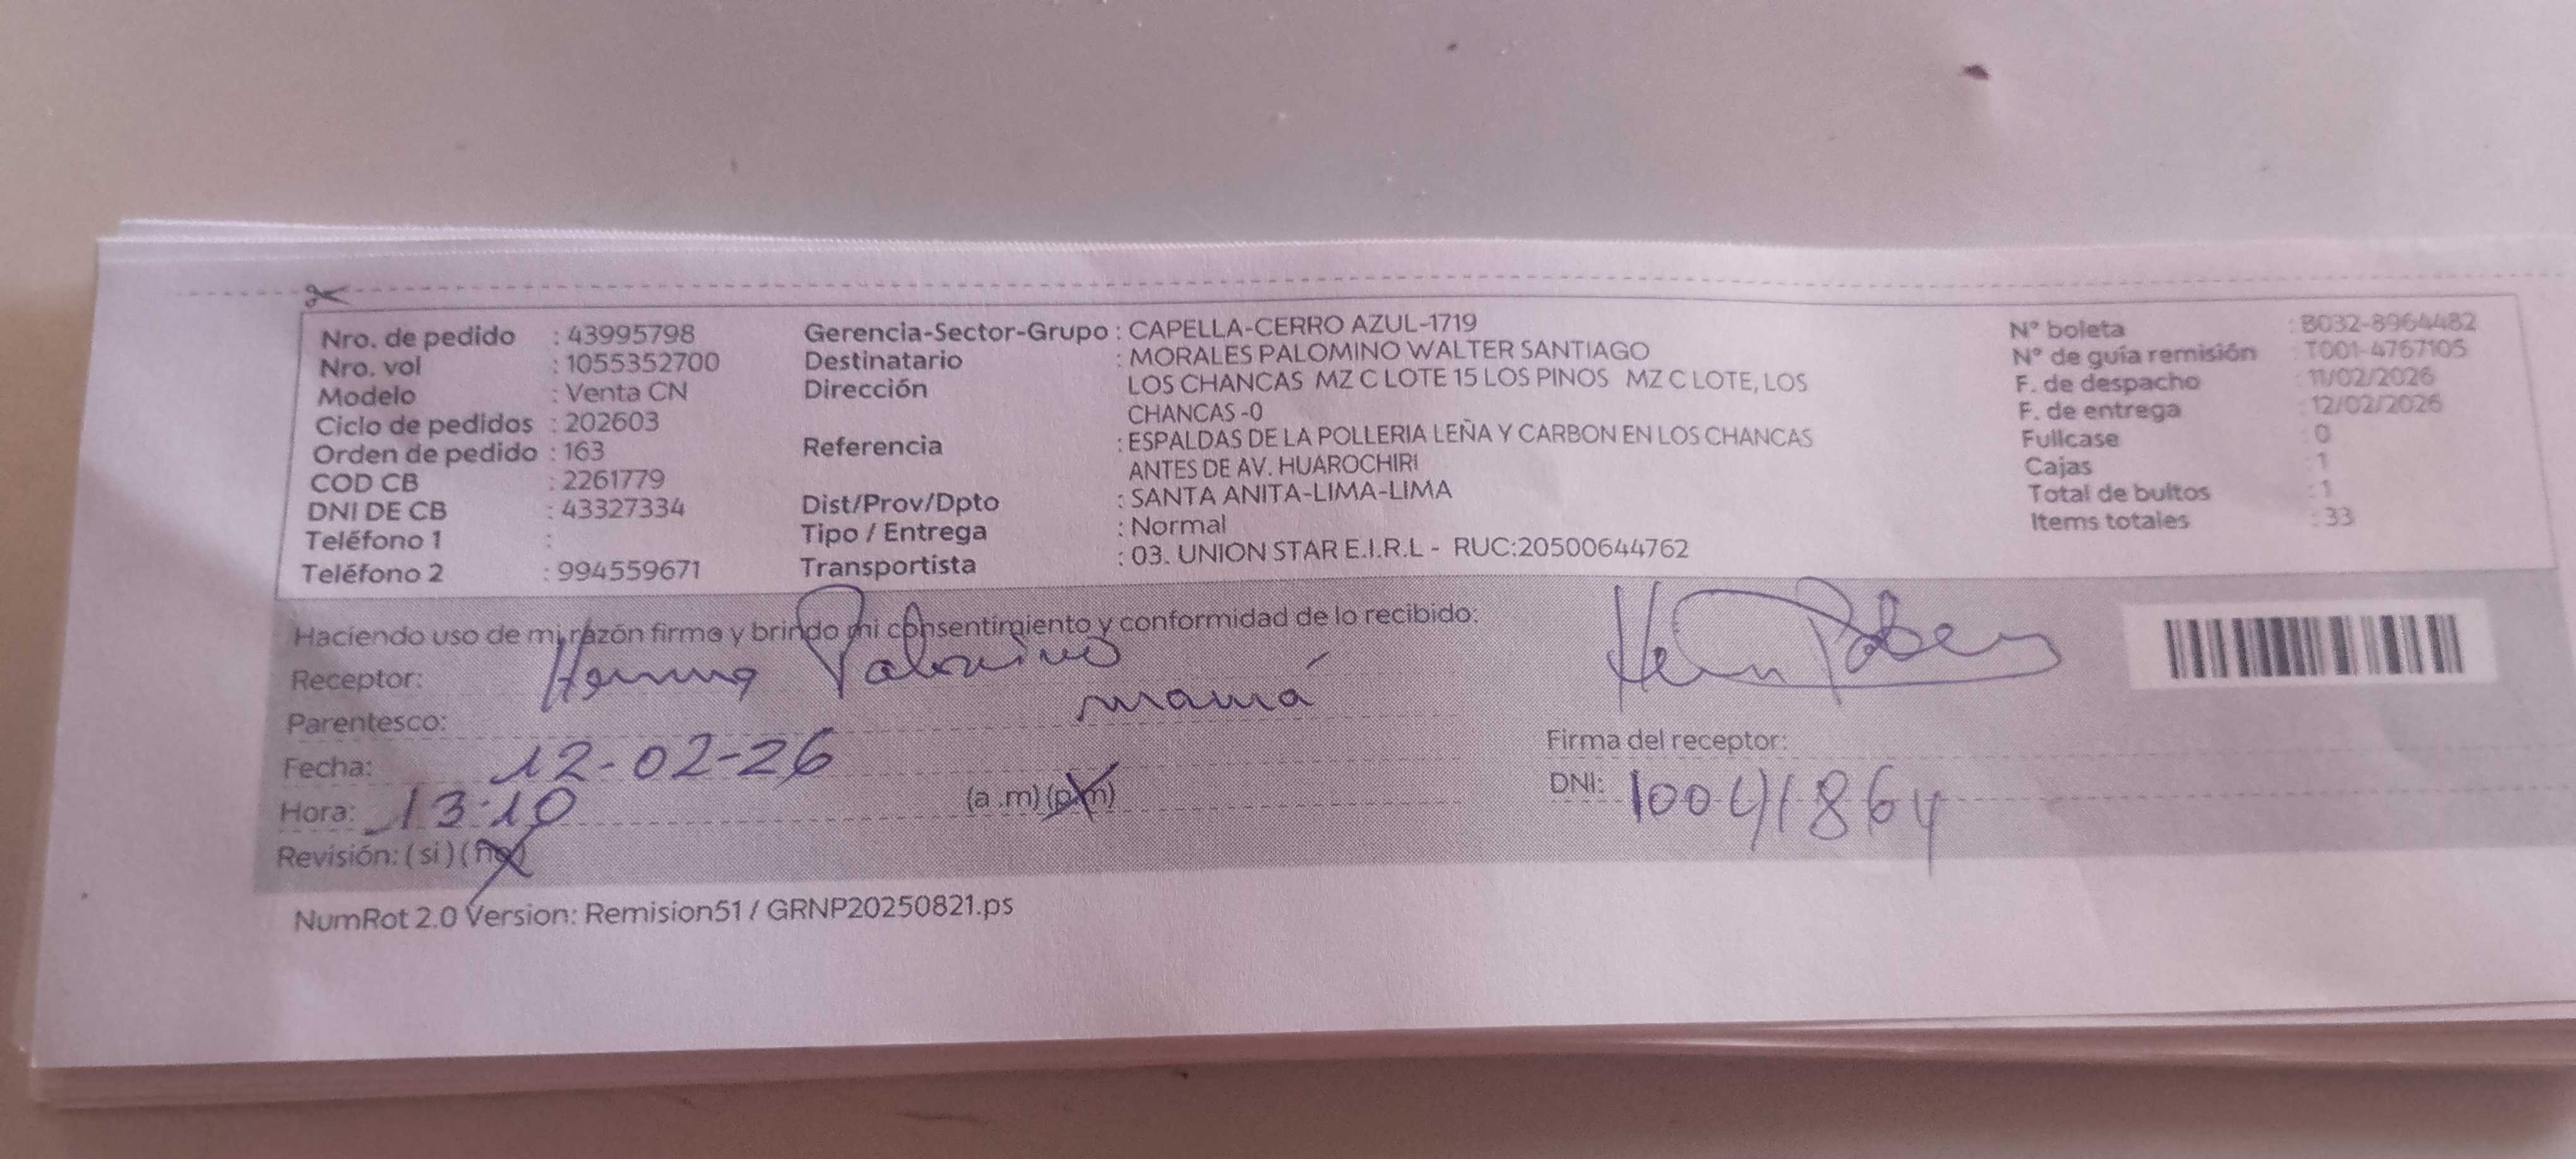 Nro. de pedido : 43995798
Nro. vol : 1055352700
Modelo : Venta CN
Ciclo de pedidos : 202603
Orden de pedido : 163
COD CB : 2261779
DNI DE CB : 43327334
Teléfono 1 :
Teléfono 2 : 994559671
Gerencia-Sector-Grupo : CAPELLA-CERRO AZUL-1719
Destinatario : MORALES PALOMINO WALTER SANTIAGO
Dirección LOS CHANCAS MZ C LOTE 15 LOS PINOS MZ C LOTE, LOS
CHANCAS -0
Referencia : ESPALDAS DE LA POLLERIA LEÑA Y CARBON EN LOS CHANCAS
ANTES DE AV. HUAROCHIRI
Dist/Prov/Dpto : SANTA ANITA-LIMA-LIMA
Tipo / Entrega : Normal
Transportista : 03. UNION STAR E.I.R.L - RUC:20500644762
N° boleta : B032-8964482
N° de guía remisión : T001-4767105
F. de despacho : 11/02/2026
F. de entrega : 12/02/2026
Fullcase : 0
Cajas : 1
Total de bultos : 1
Items totales : 33
Haciendo uso de mi razón firmo y brindo mi consentimiento y conformidad de lo recibido:
Receptor: Palomino
Parentesco: mamá
Fecha: 12-02-26
Hora: 13:10 (a.m) (p.m)
Revisión: (si) (no)
Firma del receptor:
DNI: 10041864
NumRot 2.0 Version: Remision51 / GRNP20250821.ps